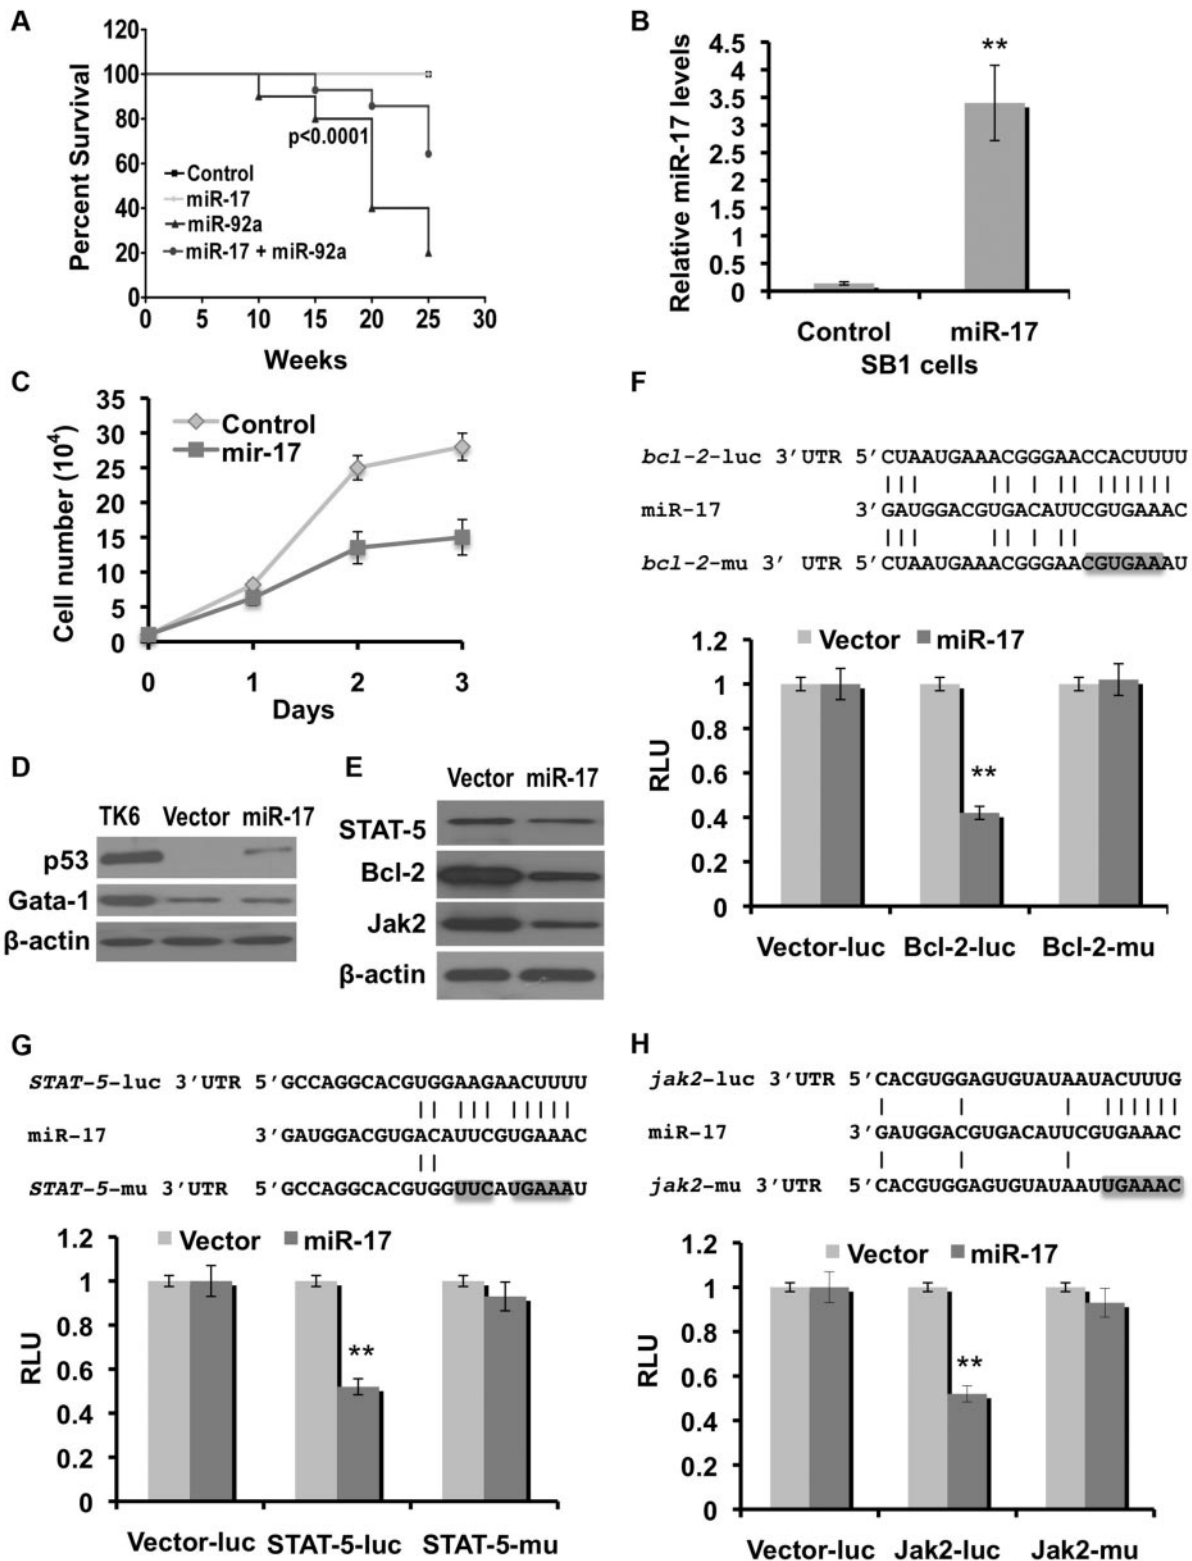 A
120
100
80
60
40
20
0
Percent Survival
p<0.0001
Control
miR-17
miR-92a
miR-17 + miR-92a
0 5 10 15 20 25 30
Weeks
B
4.5
4
3.5
3
2.5
2
1.5
1
0.5
0
Relative miR-17 levels
**
Control miR-17
SB1 cells
C
35
30
25
20
15
10
5
0
Cell number (10⁴)
Control
mir-17
0 1 2 3
Days
D
TK6 Vector miR-17
p53
Gata-1
β-actin
E
Vector miR-17
STAT-5
Bcl-2
Jak2
β-actin
F
bcl-2-luc 3′UTR 5′CUAAUGAAACGGGAACCACUUUU
miR-17 3′GAUGGACGUGACAUUCGUGAAAC
bcl-2-mu 3′ UTR 5′CUAAUGAAACGGGAACGUGAAAU
1.2
1
0.8
0.6
0.4
0.2
0
RLU
Vector miR-17
**
Vector-luc Bcl-2-luc Bcl-2-mu
G
STAT-5-luc 3′UTR 5′GCCAGGCACGUGGAAGAACUUUU
miR-17 3′GAUGGACGUGACAUUCGUGAAAC
STAT-5-mu 3′UTR 5′GCCAGGCACGUGGUUCAUGAAAU
1.2
1
0.8
0.6
0.4
0.2
0
RLU
Vector miR-17
**
Vector-luc STAT-5-luc STAT-5-mu
H
jak2-luc 3′UTR 5′CACGUGGAGUGUAUAAUACUUUG
miR-17 3′GAUGGACGUGACAUUCGUGAAAC
jak2-mu 3′UTR 5′CACGUGGAGUGUAUAAUUGAAAC
1.2
1
0.8
0.6
0.4
0.2
0
RLU
Vector miR-17
**
Vector-luc Jak2-luc Jak2-mu